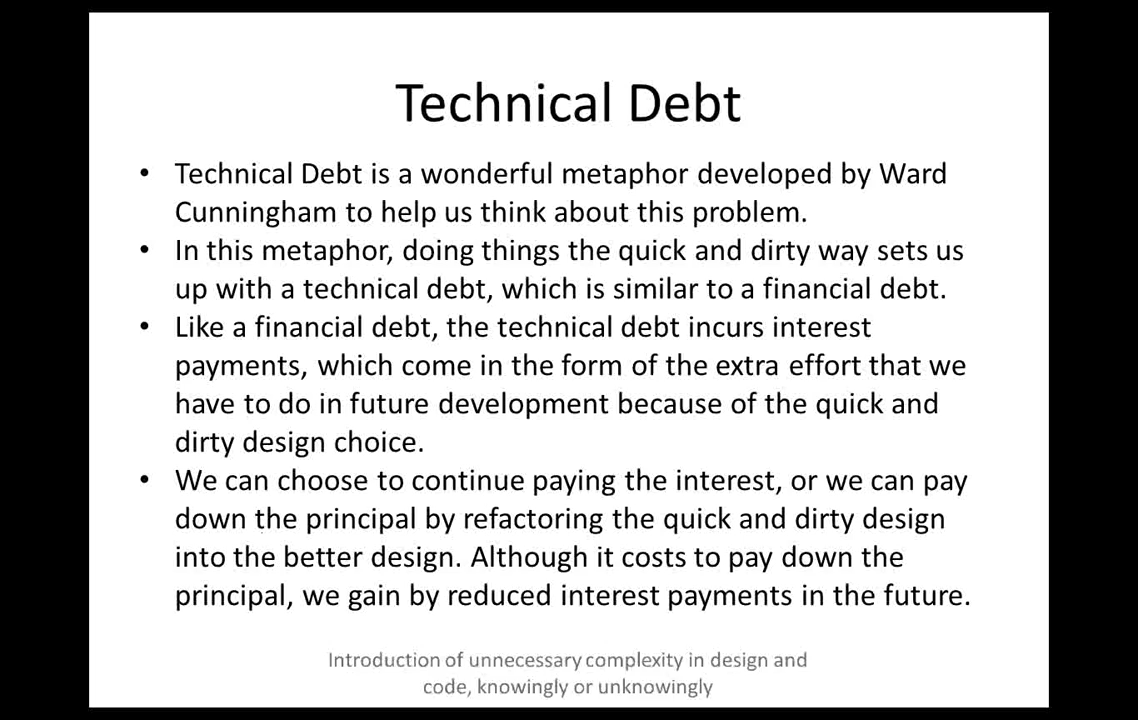 Technical Debt
• Technical Debt is a wonderful metaphor developed by Ward
Cunningham to help us think about this problem.
• In this metaphor, doing things the quick and dirty way sets us
up with a technical debt, which is similar to a financial debt.
• Like a financial debt, the technical debt incurs interest
payments, which come in the form of the extra effort that we
have to do in future development because of the quick and
dirty design choice.
• We can choose to continue paying the interest, or we can pay
down the principal by refactoring the quick and dirty design
into the better design. Although it costs to pay down the
principal, we gain by reduced interest payments in the future.
Introduction of unnecessary complexity in design and
code, knowingly or unknowingly